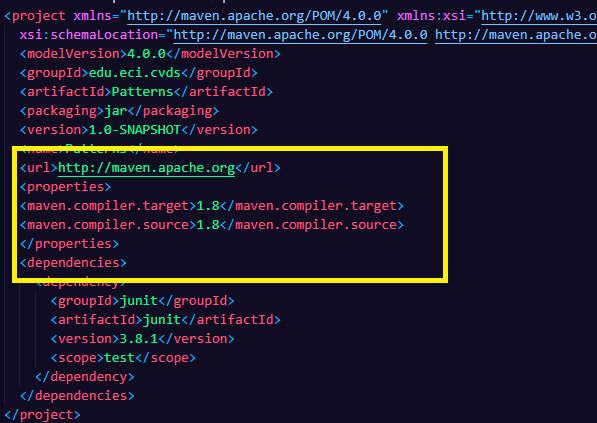 <project xmlns="http://maven.apache.org/POM/4.0.0" xmlns:xsi="http://www.w3.o
xsi:schemaLocation="http://maven.apache.org/POM/4.0.0 http://maven.apache.o
<modelVersion>4.0.0</modelVersion>
<groupId>edu.eci.cvds</groupId>
<artifactId>Patterns</artifactId>
<packaging>jar</packaging>
<version>1.0-SNAPSHOT</version>
<name>Patterns</name>
<url>http://maven.apache.org</url>
<properties>
<maven.compiler.target>1.8</maven.compiler.target>
<maven.compiler.source>1.8</maven.compiler.source>
</properties>
<dependencies>
<dependency>
<groupId>junit</groupId>
<artifactId>junit</artifactId>
<version>3.8.1</version>
<scope>test</scope>
</dependency>
</dependencies>
</project>